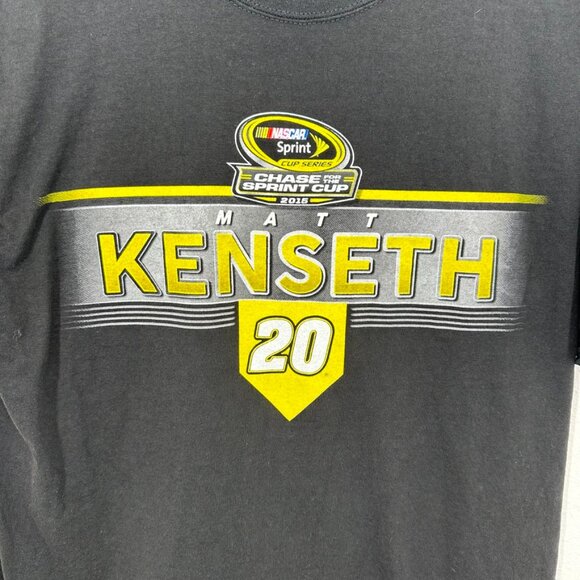 NASCAR
Sprint
CUP SERIES
CHASE FOR THE
SPRINT CUP
2015
MATT
KENSETH
20